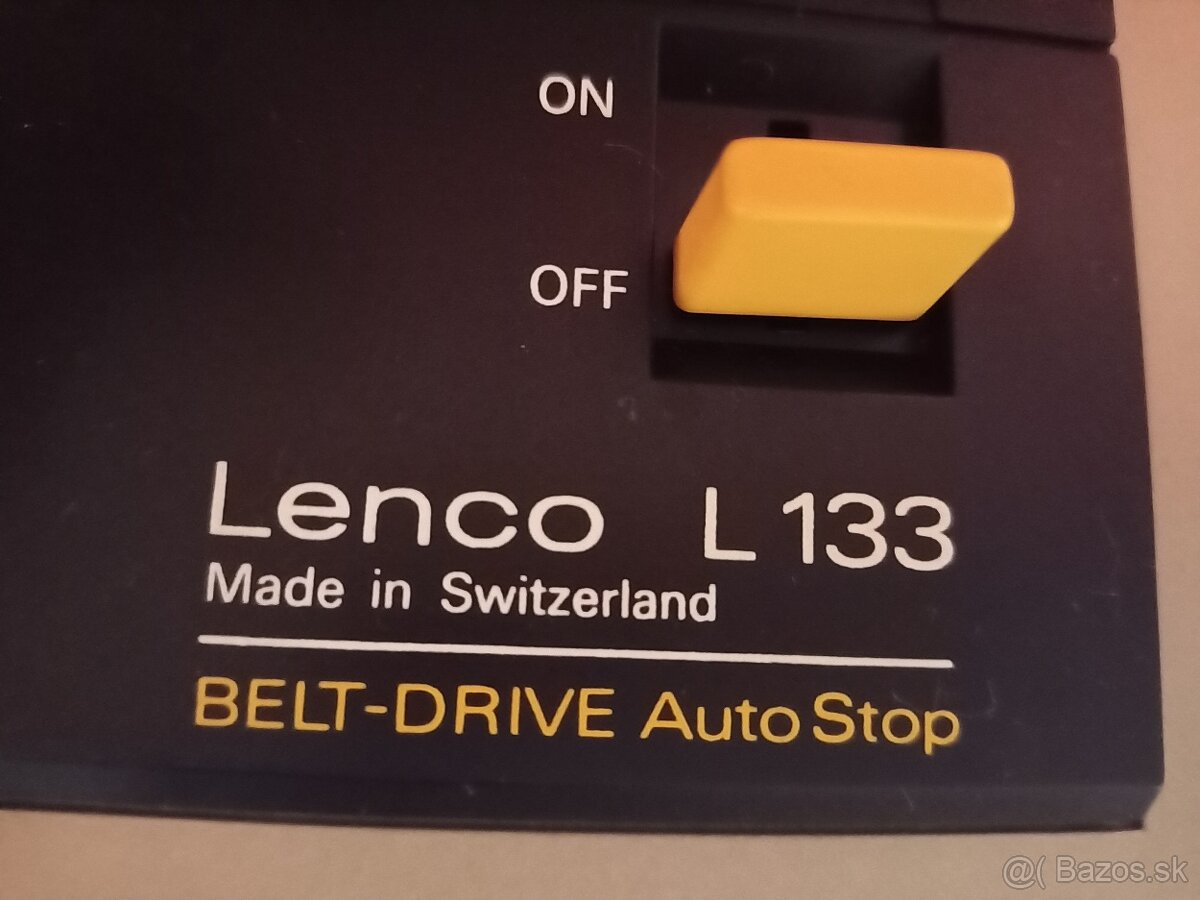 ON
OFF
Lenco L 133
Made in Switzerland
BELT-DRIVE Auto Stop
@( Bazos.sk